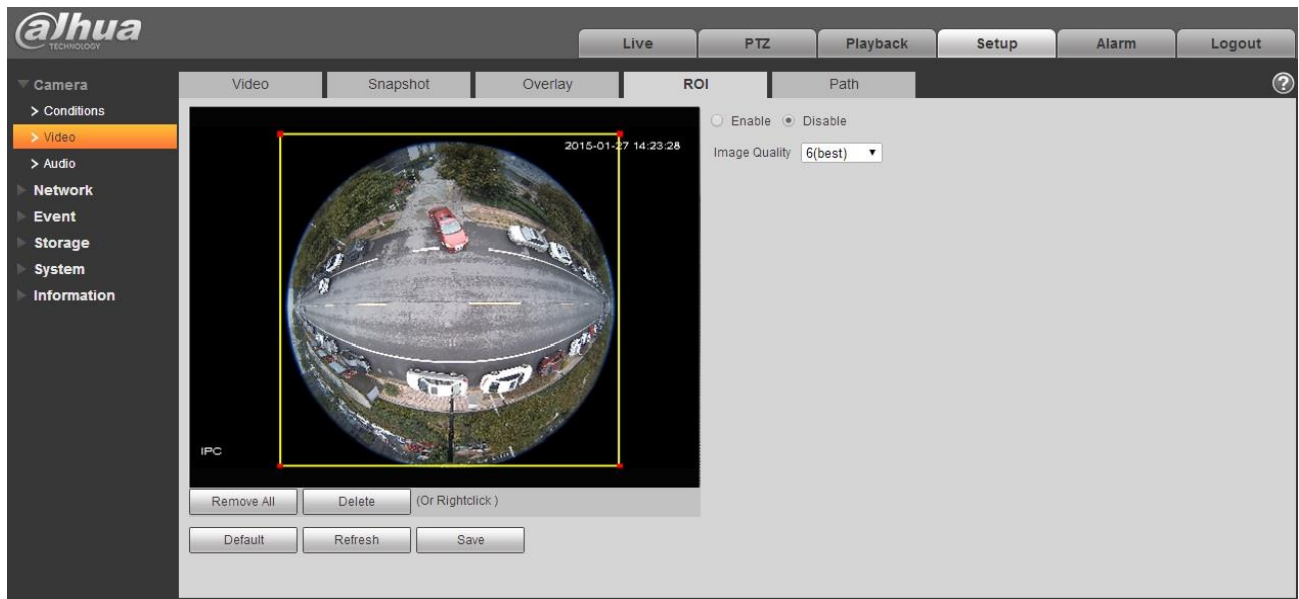 alhua
TECHNOLOGY
Live PTZ Playback Setup Alarm Logout
Camera
Conditions
Video
Audio
Network
Event
Storage
System
Information
Video Snapshot Overlay ROI Path
?
2015-01-27 14:23:28
IPC
Enable Disable
Image Quality 6(best)
Remove All Delete (Or Rightclick )
Default Refresh Save